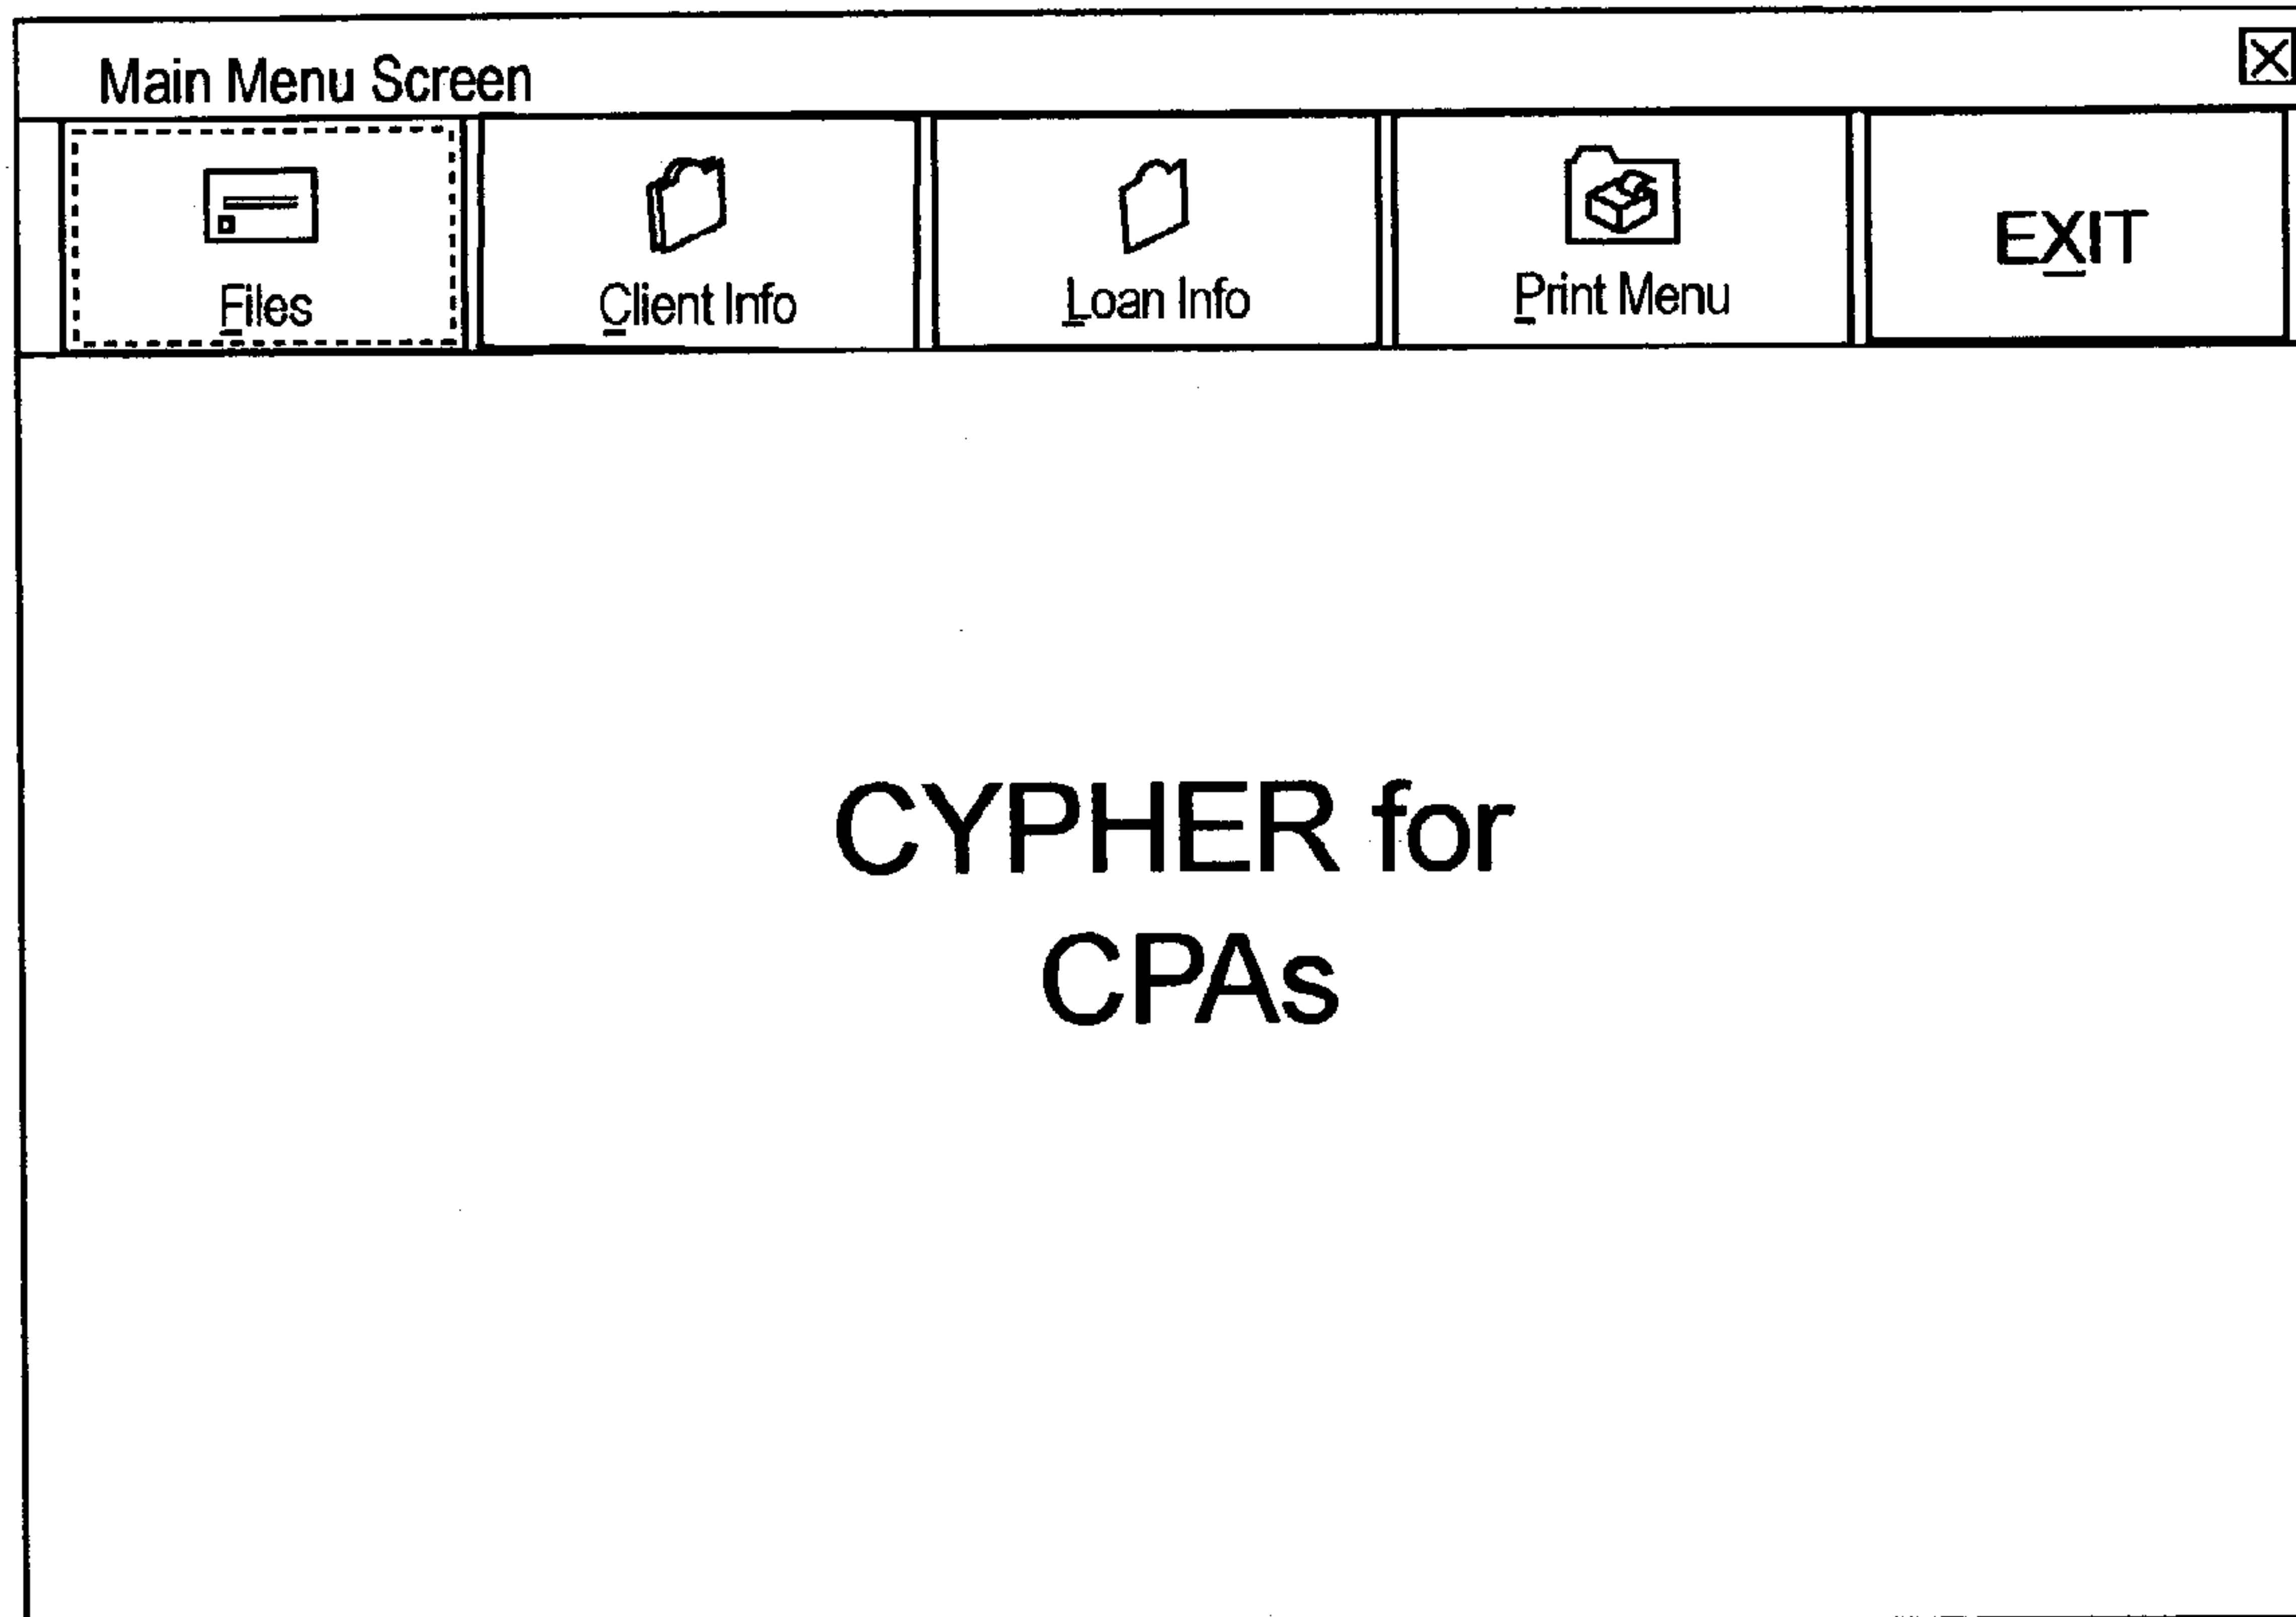 Main Menu Screen
Files
Client Info
Loan Info
Print Menu
EXIT
CYPHER for
CPAs